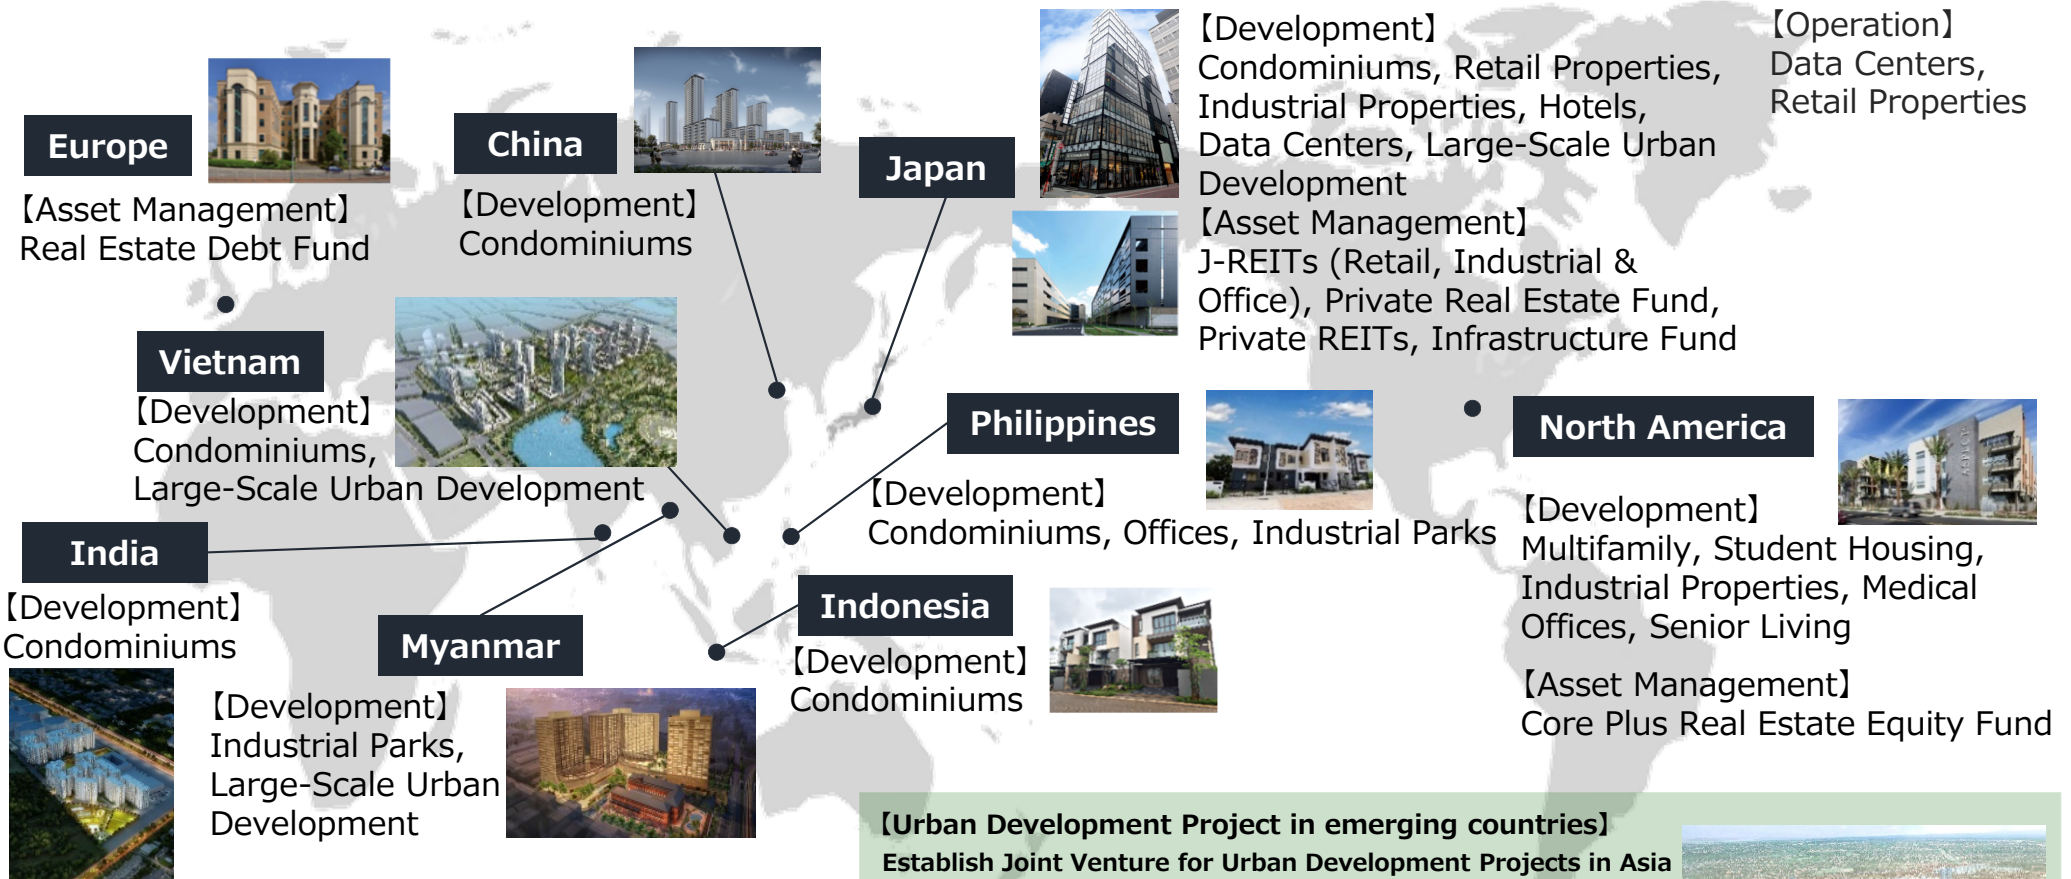 Europe
【Asset Management】
Real Estate Debt Fund
China
【Development】
Condominiums
Japan
【Development】
Condominiums, Retail Properties,
Industrial Properties, Hotels,
Data Centers, Large-Scale Urban
Development
【Asset Management】
J-REITs (Retail, Industrial &
Office), Private Real Estate Fund,
Private REITs, Infrastructure Fund
【Operation】
Data Centers,
Retail Properties
Vietnam
【Development】
Condominiums,
Large-Scale Urban Development
Philippines
【Development】
Condominiums, Offices, Industrial Parks
North America
【Development】
Multifamily, Student Housing,
Industrial Properties, Medical
Offices, Senior Living
【Asset Management】
Core Plus Real Estate Equity Fund
India
【Development】
Condominiums
Myanmar
【Development】
Industrial Parks,
Large-Scale Urban
Development
Indonesia
【Development】
Condominiums
【Urban Development Project in emerging countries】
Establish Joint Venture for Urban Development Projects in Asia